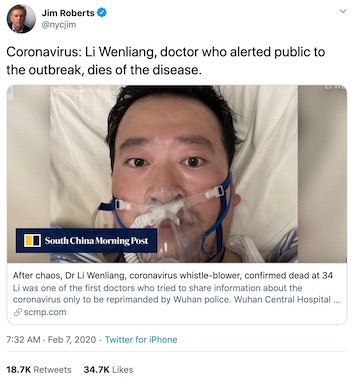 Jim Roberts
@nycjim
Coronavirus: Li Wenliang, doctor who alerted public to
the outbreak, dies of the disease.
South China Morning Post
After chaos, Dr Li Wenliang, coronavirus whistle-blower, confirmed dead at 34
Li was one of the first doctors who tried to share information about the
coronavirus only to be reprimanded by Wuhan police. Wuhan Central Hospital ...
scmp.com
7:32 AM · Feb 7, 2020 · Twitter for iPhone
18.7K Retweets 34.7K Likes